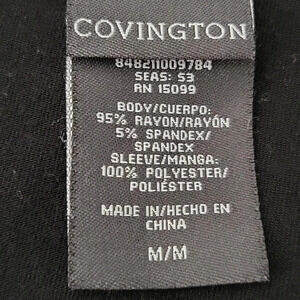 COVINGTON
848211009784
SEAS: S3
RN 15099
BODY/CUERPO:
95% RAYON/RAYÓN
5% SPANDEX/
SPANDEX
SLEEVE/MANGA:
100% POLYESTER/
POLIÉSTER
MADE IN/HECHO EN
CHINA
M/M